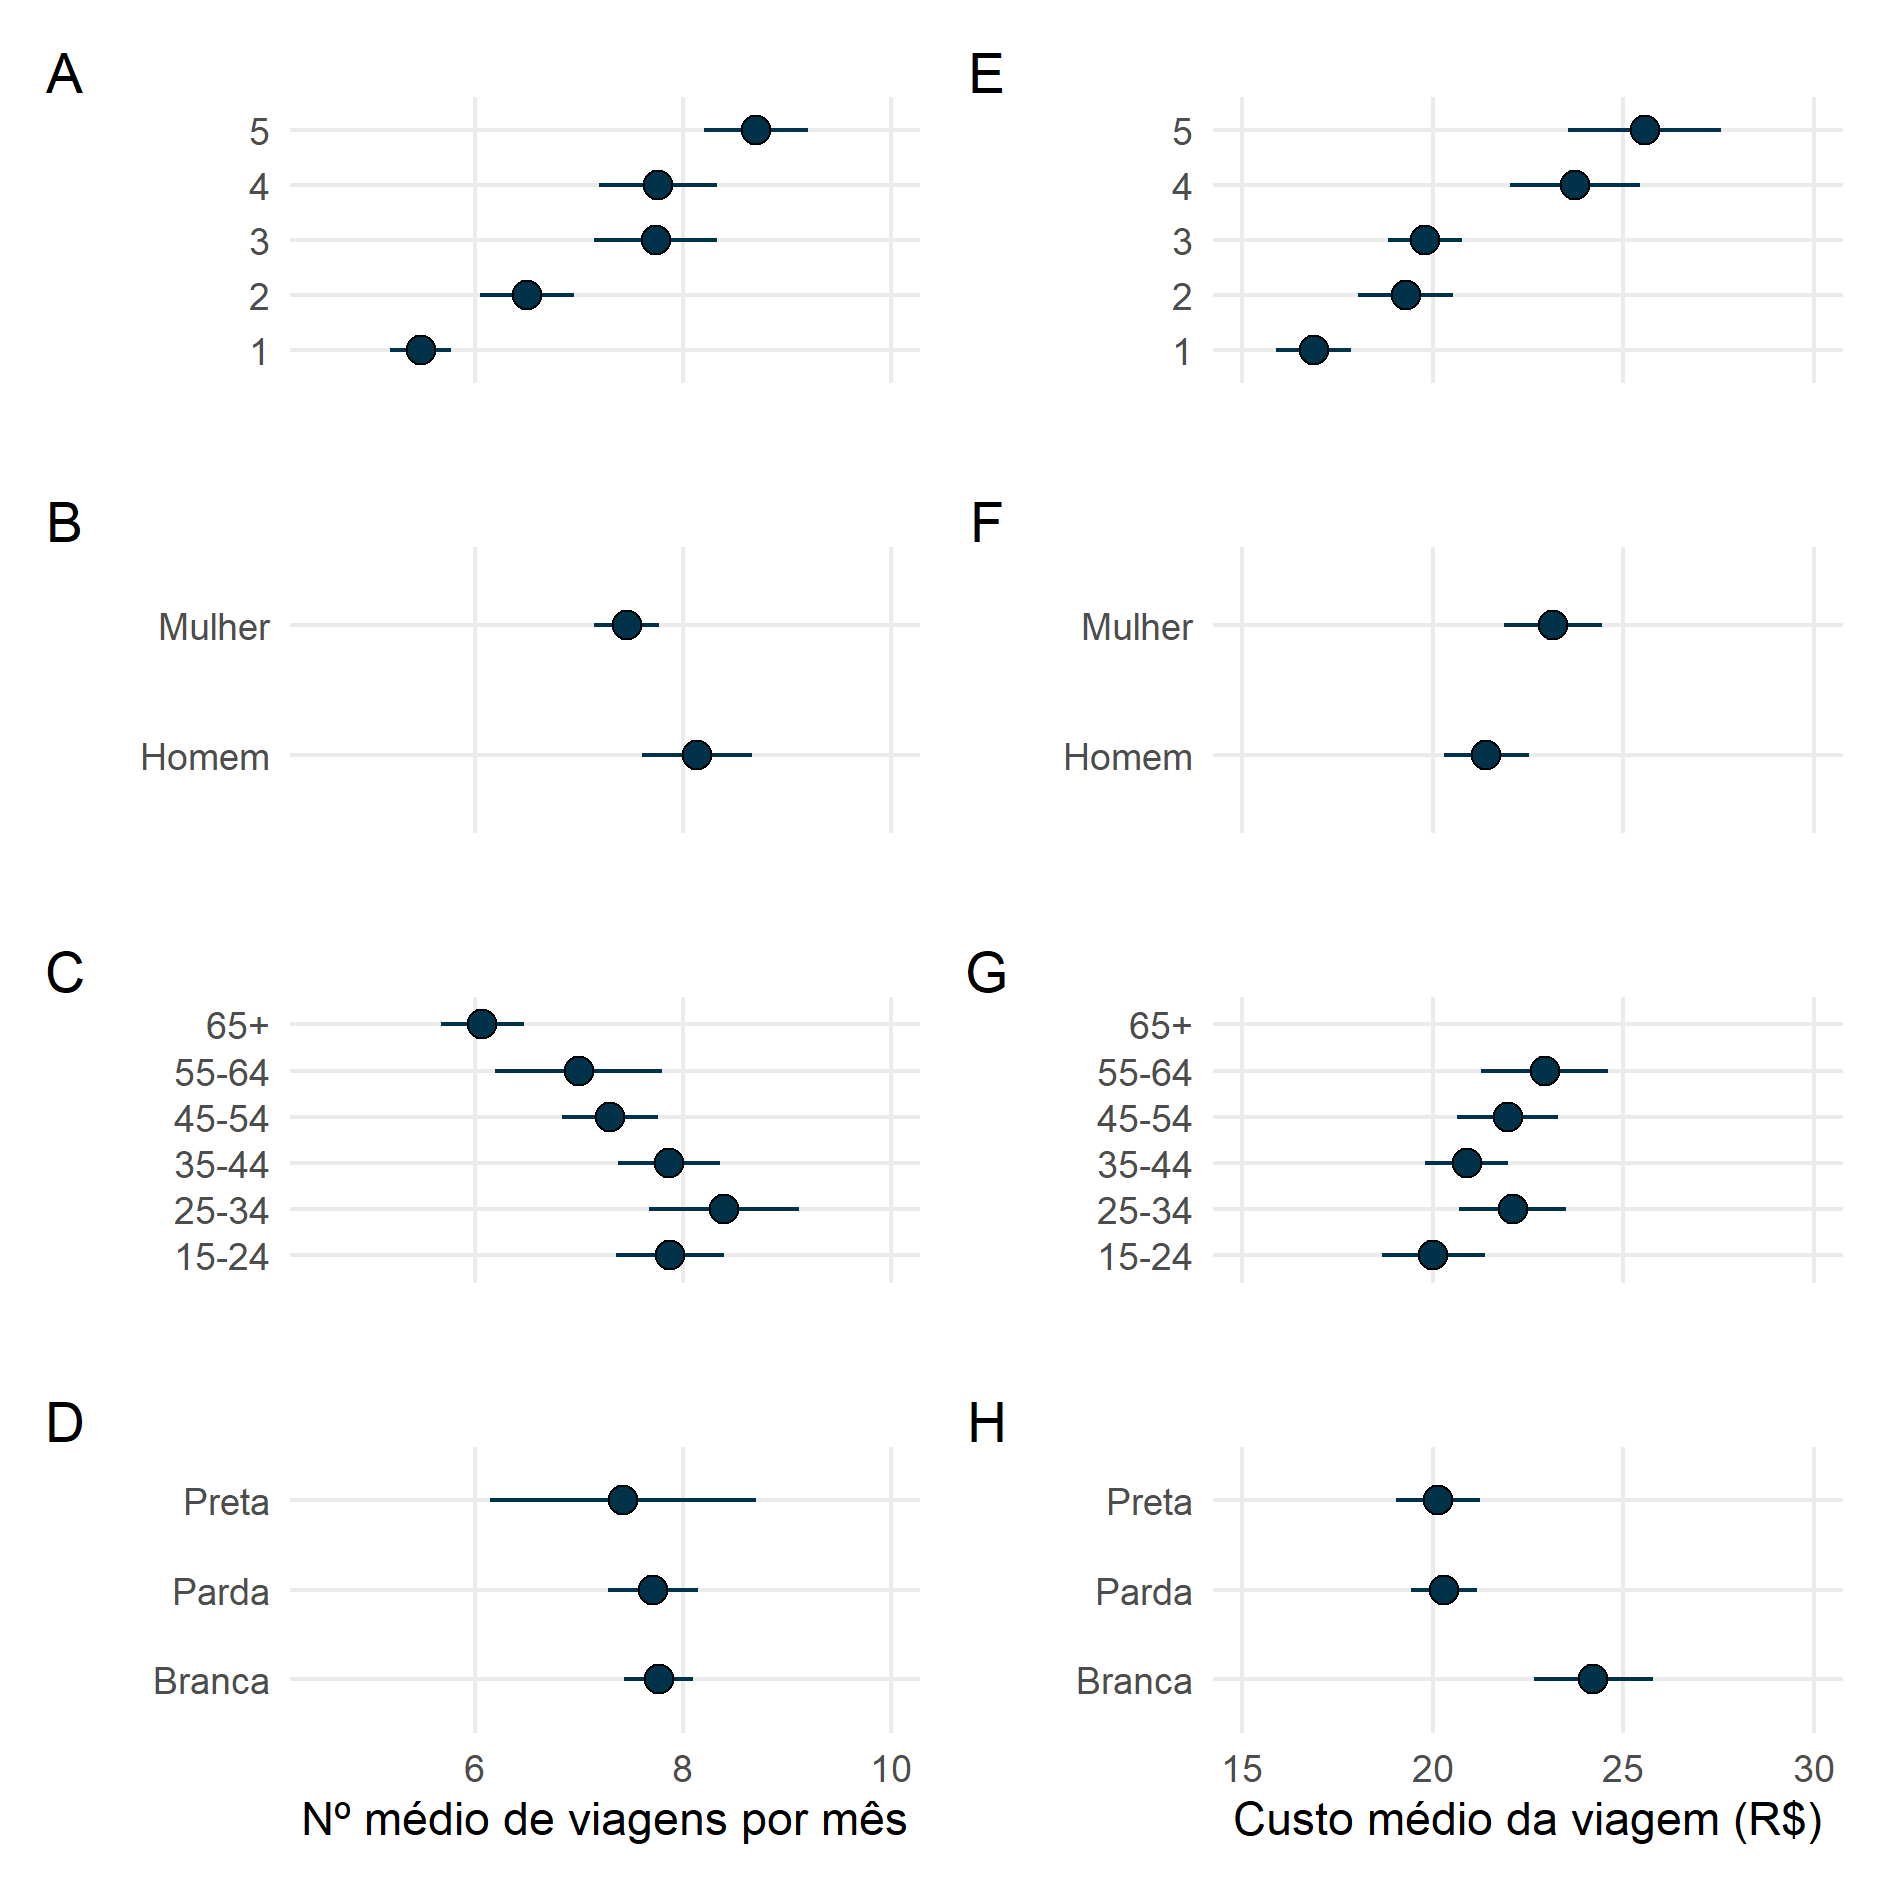 A
5
4
3
2
1
B
Mulher
Homem
C
65+
55-64
45-54
35-44
25-34
15-24
D
Preta
Parda
Branca
6 8 10
Nº médio de viagens por mês
E
5
4
3
2
1
F
Mulher
Homem
G
65+
55-64
45-54
35-44
25-34
15-24
H
Preta
Parda
Branca
15 20 25 30
Custo médio da viagem (R$)